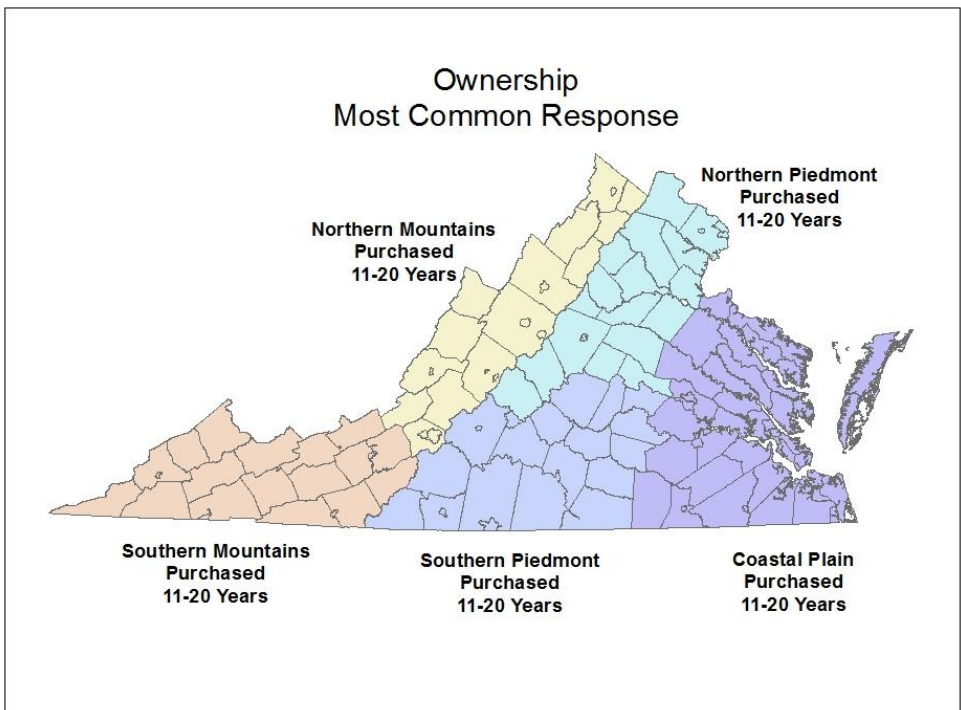 Ownership
Most Common Response
Northern Piedmont
Purchased
11-20 Years
Northern Mountains
Purchased
11-20 Years
Southern Mountains
Purchased
11-20 Years
Southern Piedmont
Purchased
11-20 Years
Coastal Plain
Purchased
11-20 Years